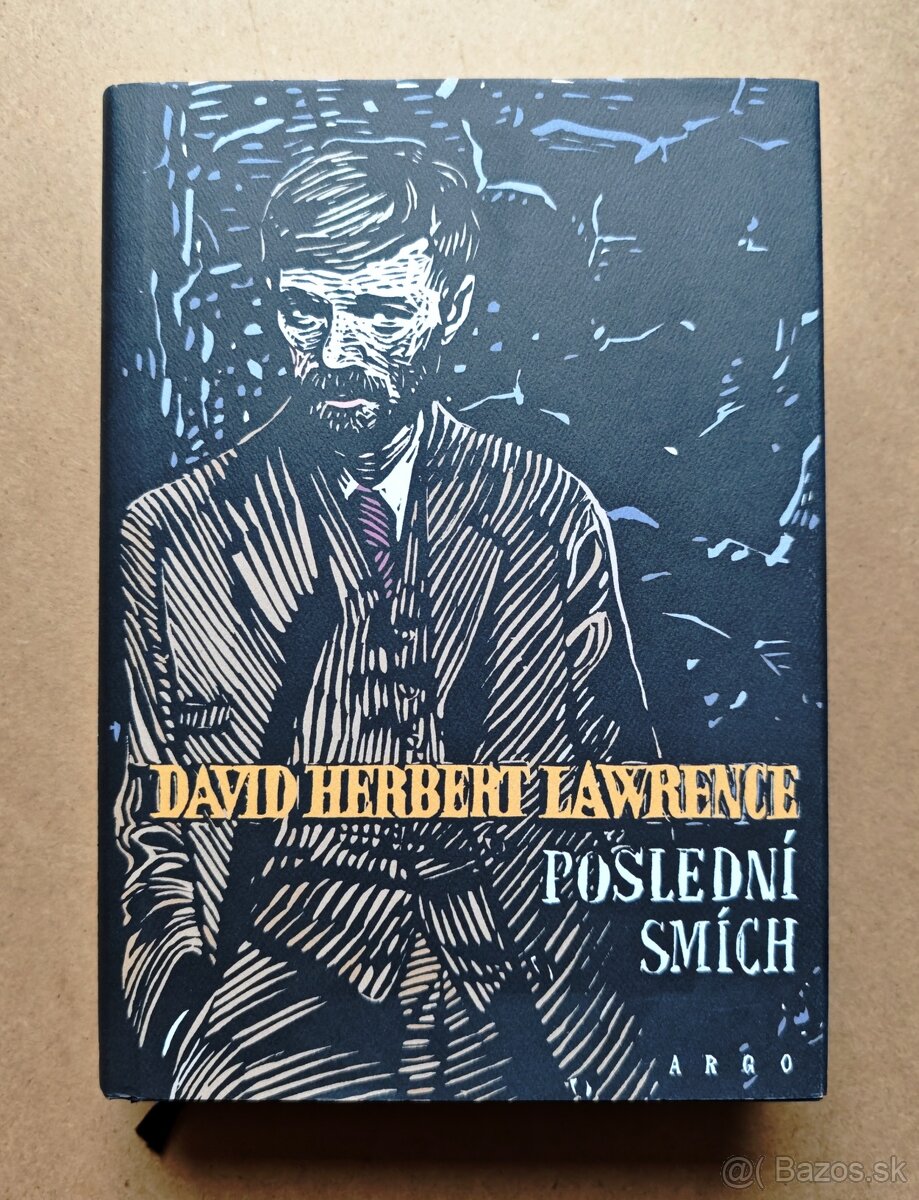 DAVID HERBERT LAWRENCE
POSLEDNÍ
SMÍCH
ARGO
@( Bazos.sk